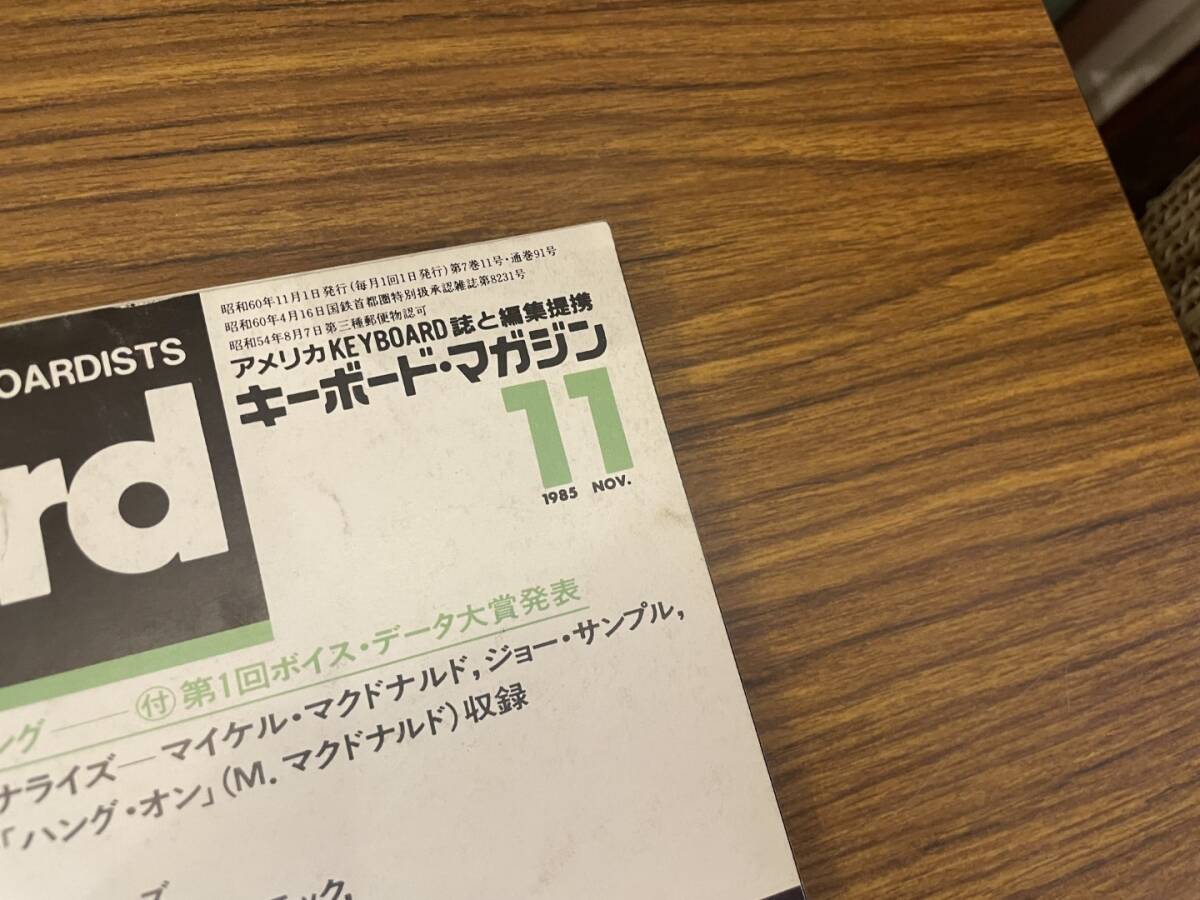 昭和60年11月1日発行(毎月1回1日発行)第7巻11号・通巻91号
昭和60年4月16日国鉄首都圏特別扱承認雑誌第8231号
昭和54年8月7日第三種郵便物認可
アメリカKEYBOARD誌と編集提携
キーボード・マガジン
11
1985 NOV.
OARDISTS
rd
ング——㊉第1回ボイス・データ大賞発表
ナライズ—マイケル・マクドナルド,ジョー・サンプル,
「ハング・オン」(M.マクドナルド)収録